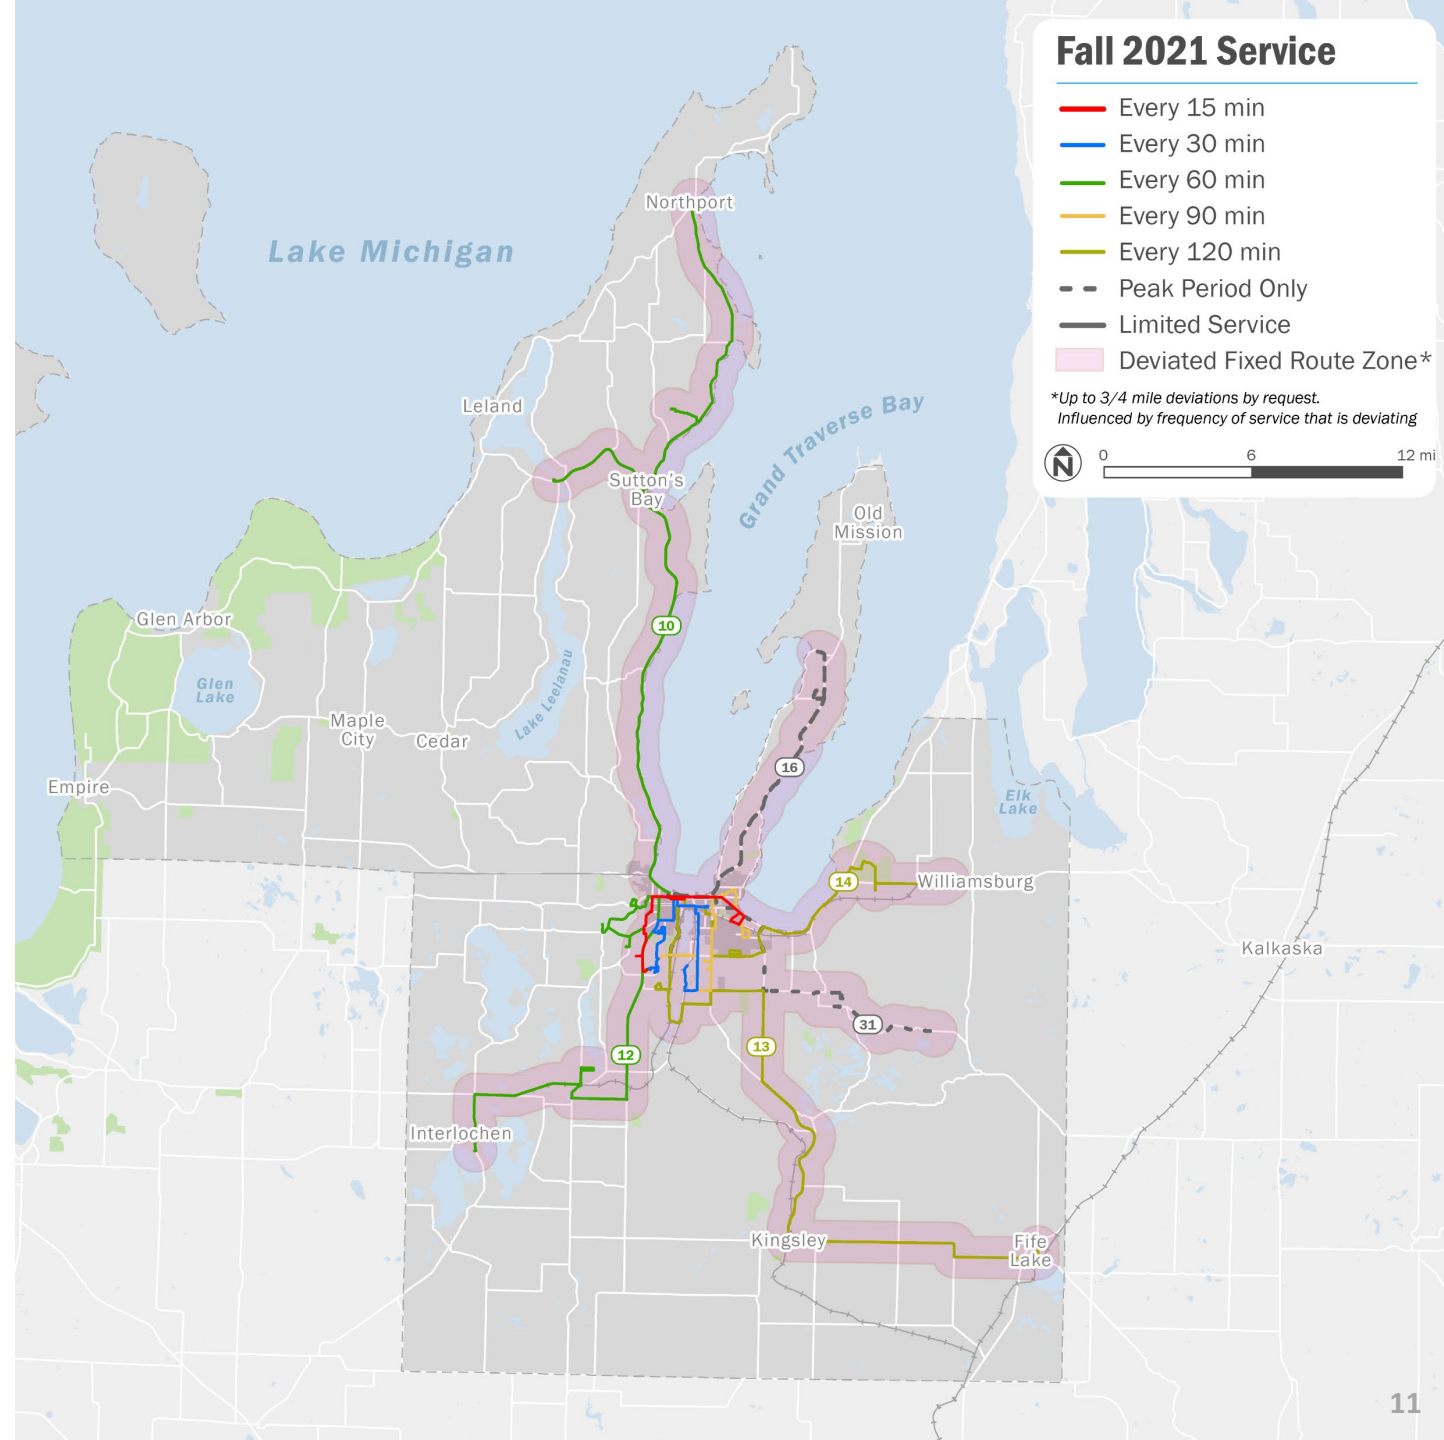 Fall 2021 Service
Every 15 min
Every 30 min
Every 60 min
Every 90 min
Every 120 min
Peak Period Only
Limited Service
Deviated Fixed Route Zone*
*Up to 3/4 mile deviations by request.
Influenced by frequency of service that is deviating
N
0 6 12 mi
Northport
Lake Michigan
Leland
Grand Traverse Bay
Sutton's
Bay
Old
Mission
Glen Arbor
10
Glen
Lake
Lake Leelanau
Maple
City
Cedar
16
Empire
Elk
Lake
14
Williamsburg
Kalkaska
31
13
12
Interlochen
Kingsley
Fife
Lake
11